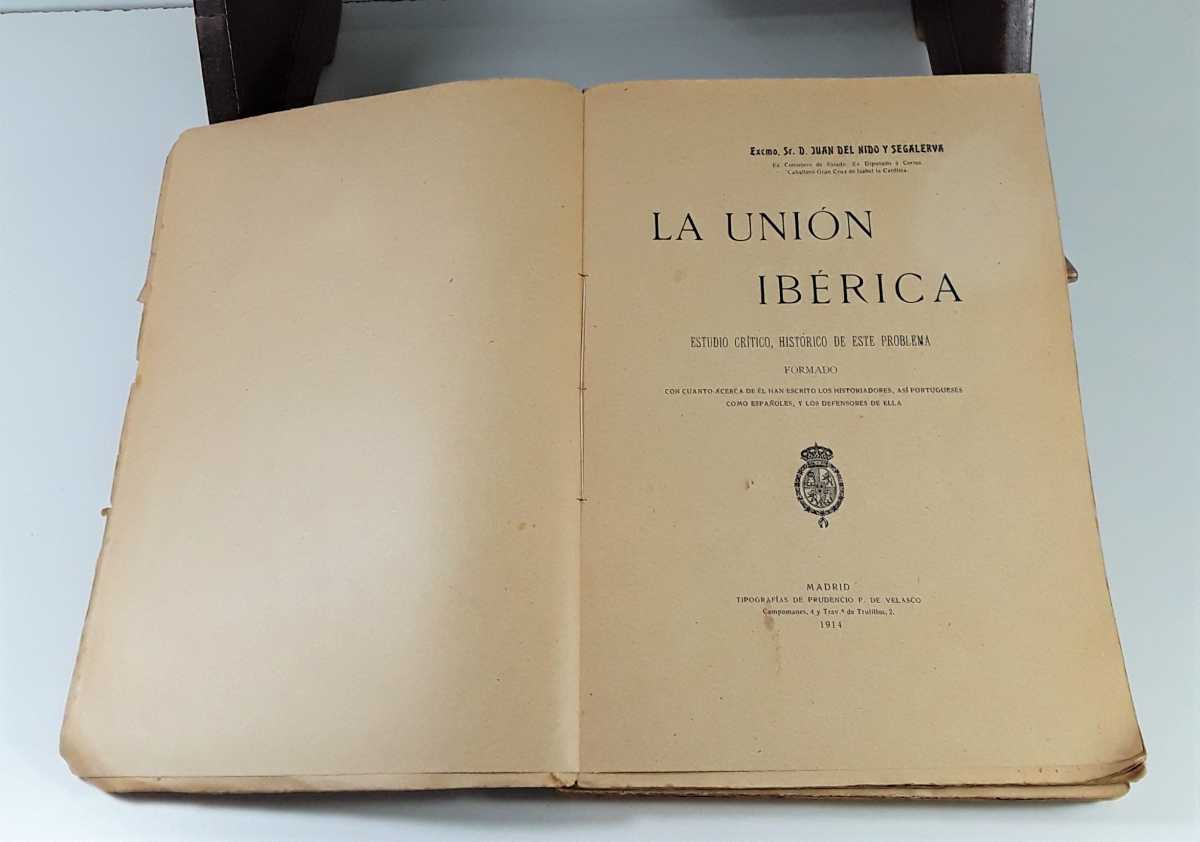 Excmo. Sr. D. JUAN DEL NIDO Y SEGALERVA
Ex Consejero de Estado. Ex Diputado á Cortes.
Caballero Gran Cruz de Isabel la Católica.
LA UNIÓN
IBÉRICA
ESTUDIO CRÍTICO, HISTÓRICO DE ESTE PROBLEMA
FORMADO
CON CUANTO ACERCA DE ÉL HAN ESCRITO LOS HISTORIADORES, ASÍ PORTUGUESES
COMO ESPAÑOLES, Y LOS DEFENSORES DE ELLA
MADRID
TIPOGRAFÍAS DE PRUDENCIO P. DE VELASCO
Campomanes, 4 y Trav.ª de Trujillos, 2.
1914